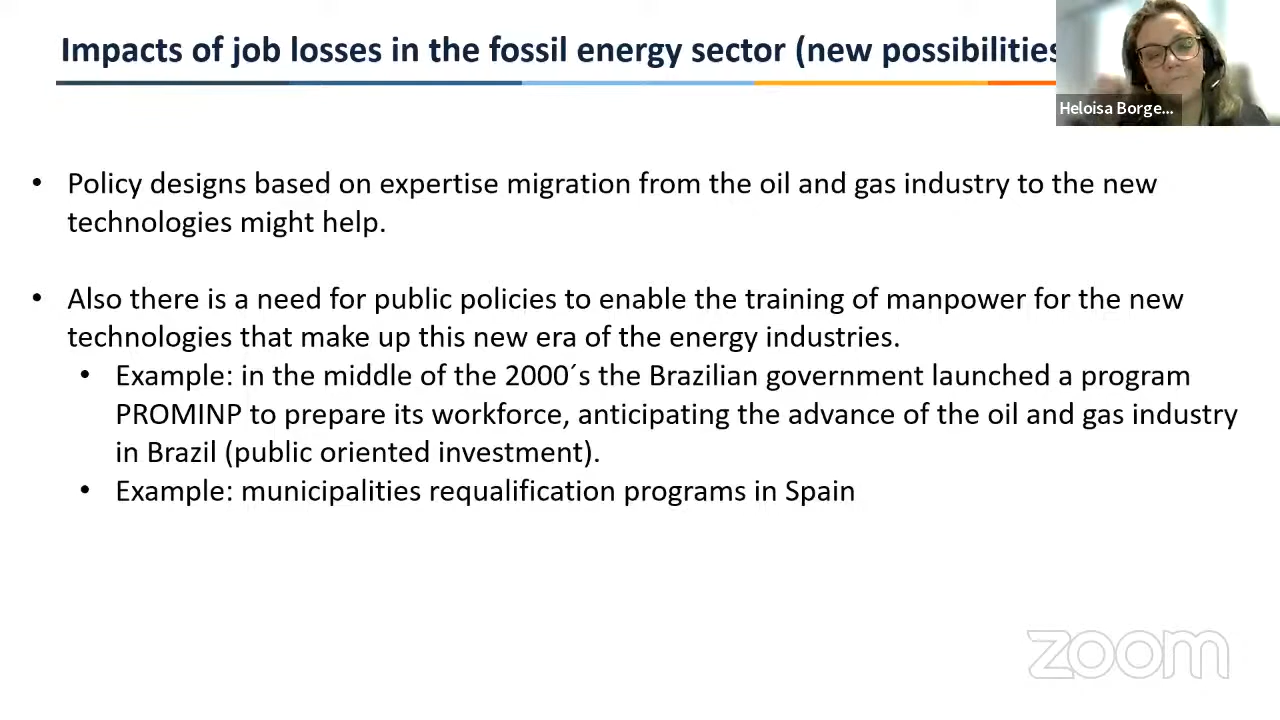 Impacts of job losses in the fossil energy sector (new possibilities
Heloisa Borge...
• Policy designs based on expertise migration from the oil and gas industry to the new
technologies might help.
• Also there is a need for public policies to enable the training of manpower for the new
technologies that make up this new era of the energy industries.
• Example: in the middle of the 2000´s the Brazilian government launched a program
PROMINP to prepare its workforce, anticipating the advance of the oil and gas industry
in Brazil (public oriented investment).
• Example: municipalities requalification programs in Spain
zoom